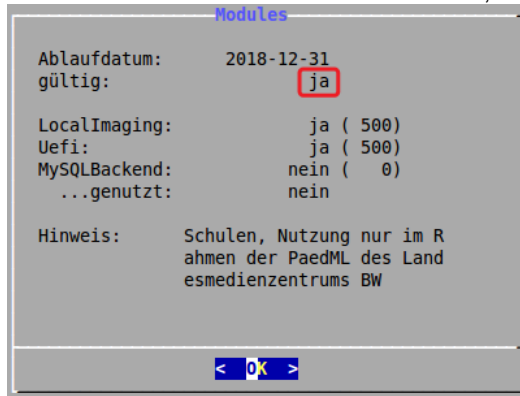 Modules
Ablaufdatum: 2018-12-31
gültig: ja
LocalImaging: ja ( 500)
Uefi: ja ( 500)
MySQLBackend: nein ( 0)
...genutzt: nein
Hinweis: Schulen, Nutzung nur im R
ahmen der PaedML des Land
esmedienzentrums BW
< OK >